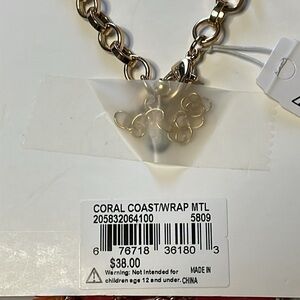 CORAL COAST/WRAP MTL
205832064100 5809
6 76718 36180 3
$38.00
Warning: Not Intended for
children age 12 and under.
MADE IN
CHINA